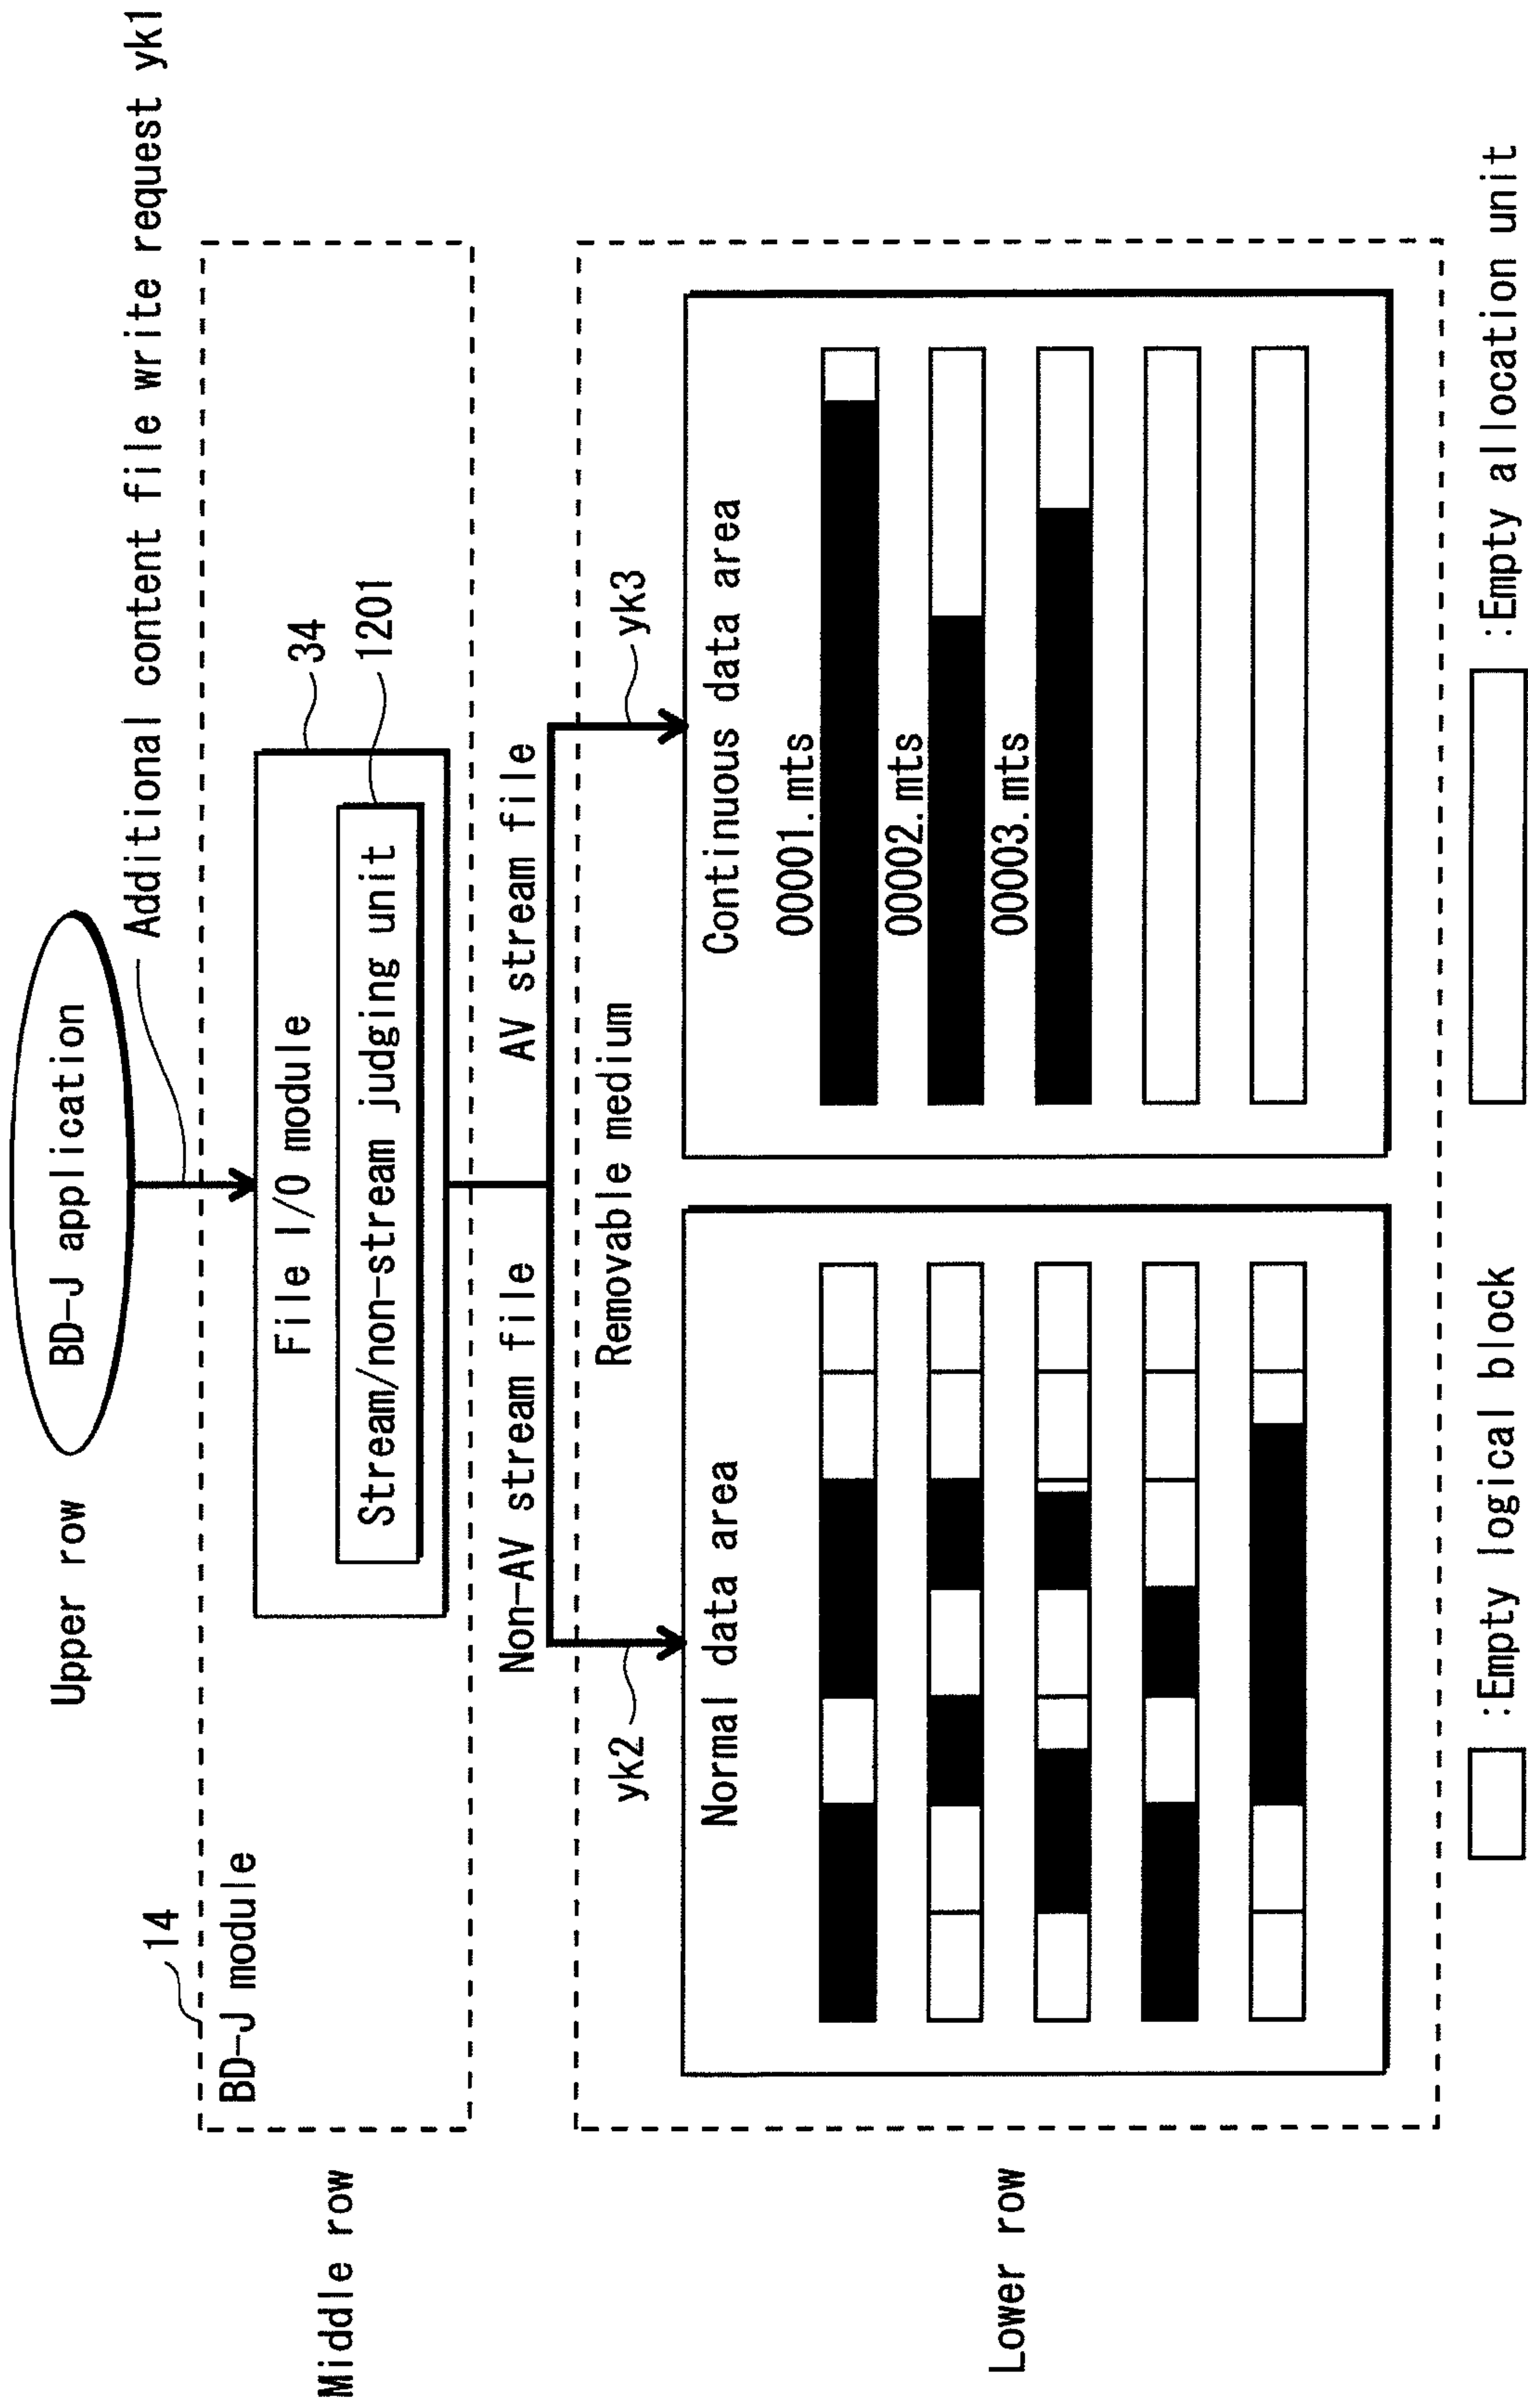 Upper row
BD-J application
Additional content file write request yk1
14
BD-J module
Middle row
File I/O module
34
Stream/non-stream judging unit
1201
Non-AV stream file
AV stream file
Removable medium
yk2
yk3
Lower row
Normal data area
Continuous data area
00001.mts
00002.mts
00003.mts
:Empty logical block
:Empty allocation unit